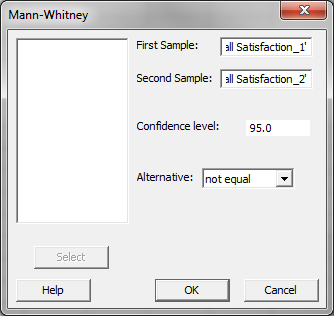 Mann-Whitney
First Sample: all Satisfaction_1'
Second Sample: all Satisfaction_2'
Confidence level: 95.0
Alternative: not equal
Select
Help OK Cancel